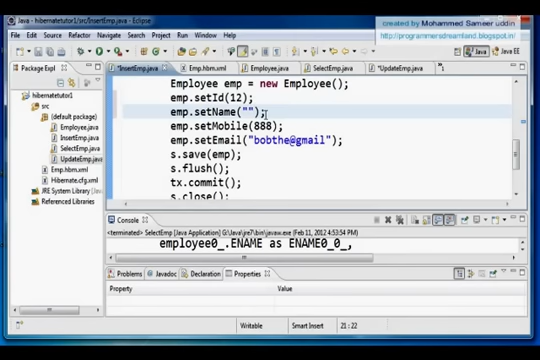 Java - hibernatetutor1/src/InsertEmp.java - Eclipse
created by Mohammed Sameer uddin
http://programmersdreamland.blogspot.in/
File Edit Source Refactor Navigate Search Project Run Window Help
Java Java EE
Package Expl
*InsertEmp.java Emp.hbm.xml Employee.java SelectEmp.java *UpdateEmp.java
hibernatetutor1
src
(default package)
Employee.java
InsertEmp.java
SelectEmp.java
UpdateEmp.java
Emp.hbm.xml
Hibernate.cfg.xml
JRE System Library
Referenced Libraries
Employee emp = new Employee();
emp.setId(12);
emp.setName("");
emp.setMobile(888);
emp.setEmail("bobthe@gmail");
s.save(emp);
s.flush();
tx.commit();
s.close();
Console
<terminated> SelectEmp [Java Application] G:\Java\jre7\bin\javaw.exe (Feb 11, 2012 4:53:54 PM)
employee0_.ENAME as ENAME0_0_,
Problems Javadoc Declaration Properties
Property Value
Writable Smart Insert 21 : 22